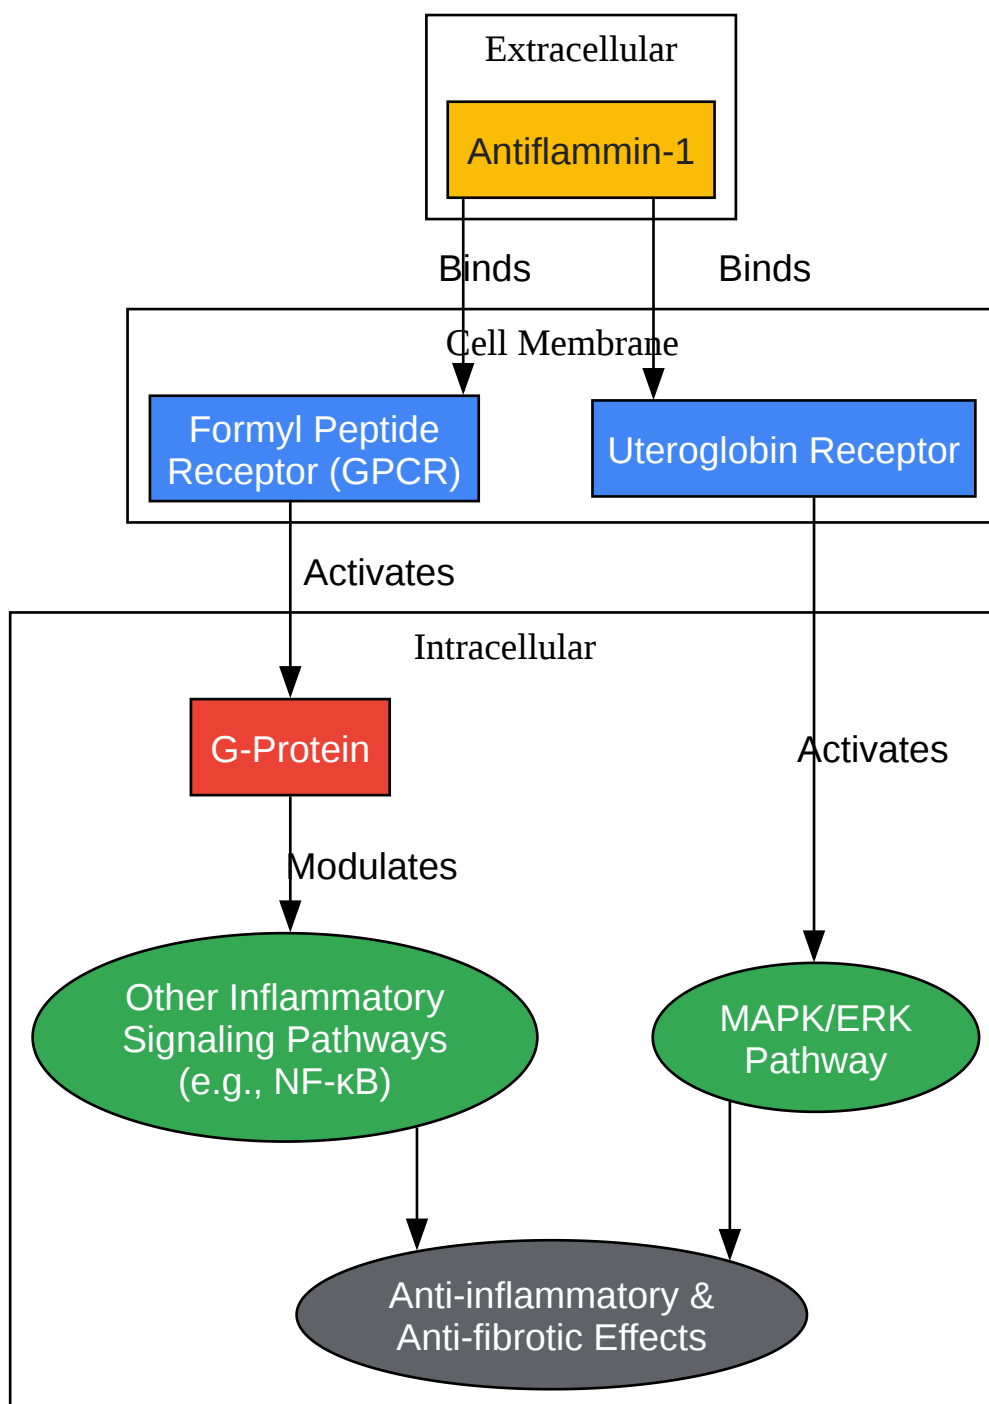 Extracellular
Antiflammin-1
Binds
Binds
Cell Membrane
Formyl Peptide
Receptor (GPCR)
Uteroglobin Receptor
Activates
Intracellular
G-Protein
Activates
Modulates
Other Inflammatory
Signaling Pathways
(e.g., NF-κB)
MAPK/ERK
Pathway
Anti-inflammatory &
Anti-fibrotic Effects